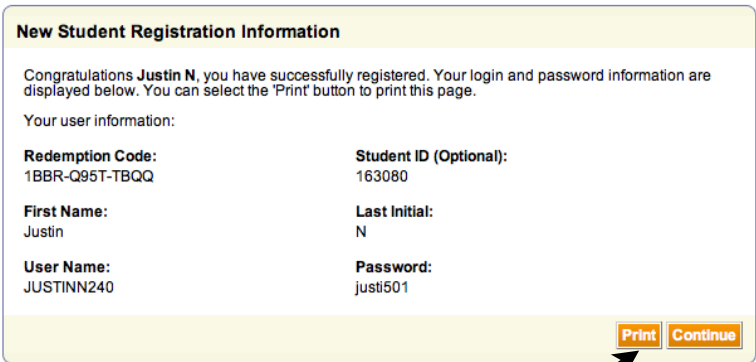 New Student Registration Information
Congratulations Justin N, you have successfully registered. Your login and password information are
displayed below. You can select the 'Print' button to print this page.
Your user information:
Redemption Code: Student ID (Optional):
1BBR-Q95T-TBQQ 163080
First Name: Last Initial:
Justin N
User Name: Password:
JUSTINN240 justi501
Print Continue